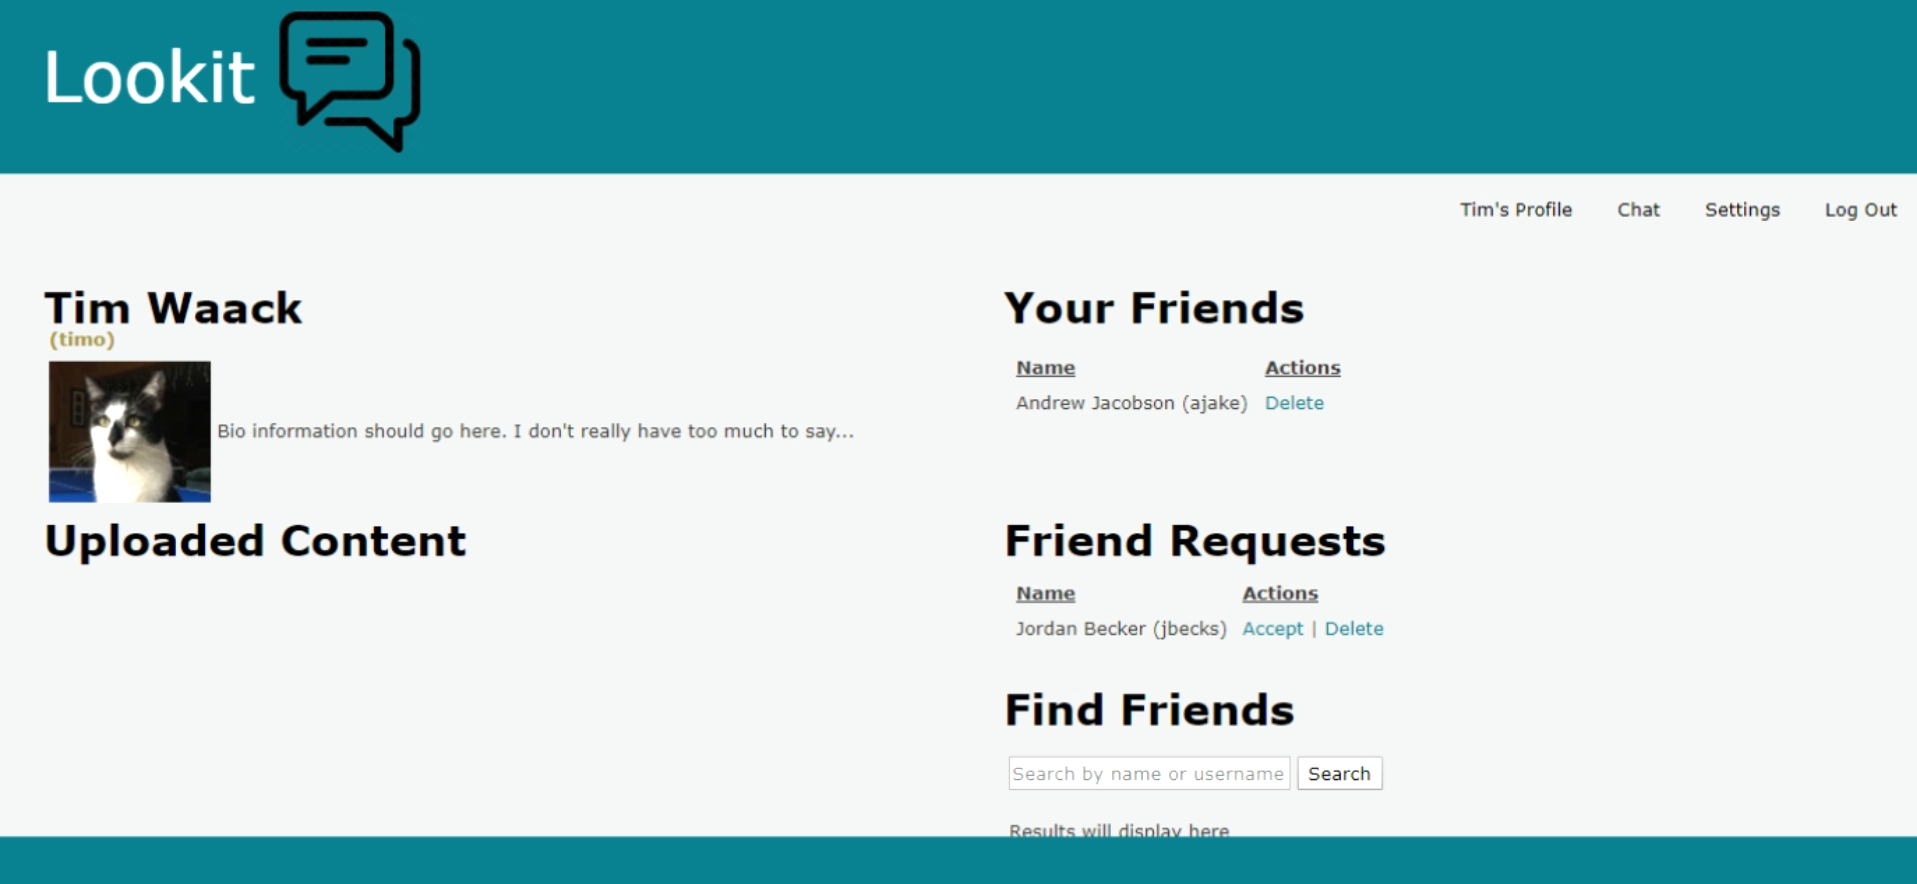 Lookit
Tim's Profile Chat Settings Log Out
Tim Waack
(timo)
Bio information should go here. I don't really have too much to say...
Uploaded Content
Your Friends
Name Actions
Andrew Jacobson (ajake) Delete
Friend Requests
Name Actions
Jordan Becker (jbecks) Accept | Delete
Find Friends
Search by name or username Search
Results will display here